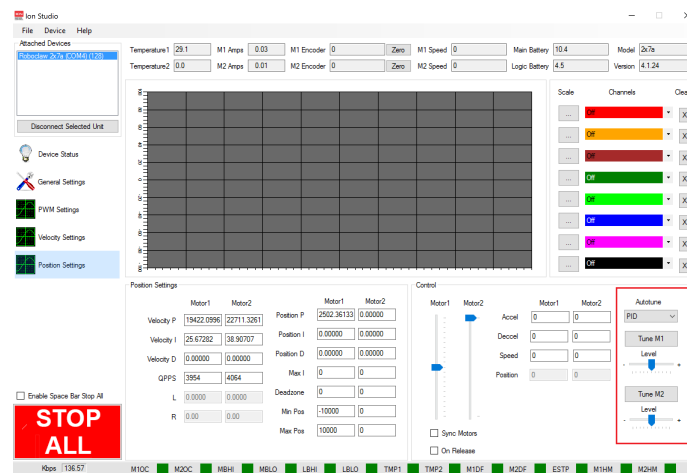 Ion Studio
File Device Help
Attached Devices
Roboclaw 2x7a (COM4) (128)
Disconnect Selected Unit
Device Status
General Settings
PWM Settings
Velocity Settings
Position Settings
Enable Space Bar Stop All
STOP
ALL
Temperature1 29.1 M1 Amps 0.03 M1 Encoder 0 Zero M1 Speed 0 Main Battery 10.4 Model 2x7a
Temperature2 0.0 M2 Amps 0.01 M2 Encoder 0 Zero M2 Speed 0 Logic Battery 4.5 Version 4.1.24
Scale Channels Clea
... Off X
... Off X
... Off X
... Off X
... Off X
... Off X
... Off X
... Off X
Position Settings
Motor1 Motor2 Motor1 Motor2
Velocity P 19422.0996 22711.3261 Position P 2502.36133 0.00000
Velocity I 25.67282 38.90707 Position I 0.00000 0.00000
Velocity D 0.00000 0.00000 Position D 0.00000 0.00000
QPPS 3954 4064 Max I 0 0
L 0.0000 0.0000 Deadzone 0 0
R 0.00 0.00 Min Pos -10000 0
Max Pos 10000 0
Control
Motor1 Motor2 Motor1 Motor2
Accel 0 0
Deccel 0 0
Speed 0 0
Position 0 0
Sync Motors
On Release
Autotune
PID
Tune M1
Level
- +
Tune M2
Level
- +
Kbps 136.57 M1OC M2OC MBHI MBLO LBHI LBLO TMP1 TMP2 M1DF M2DF ESTP M1HM M2HM